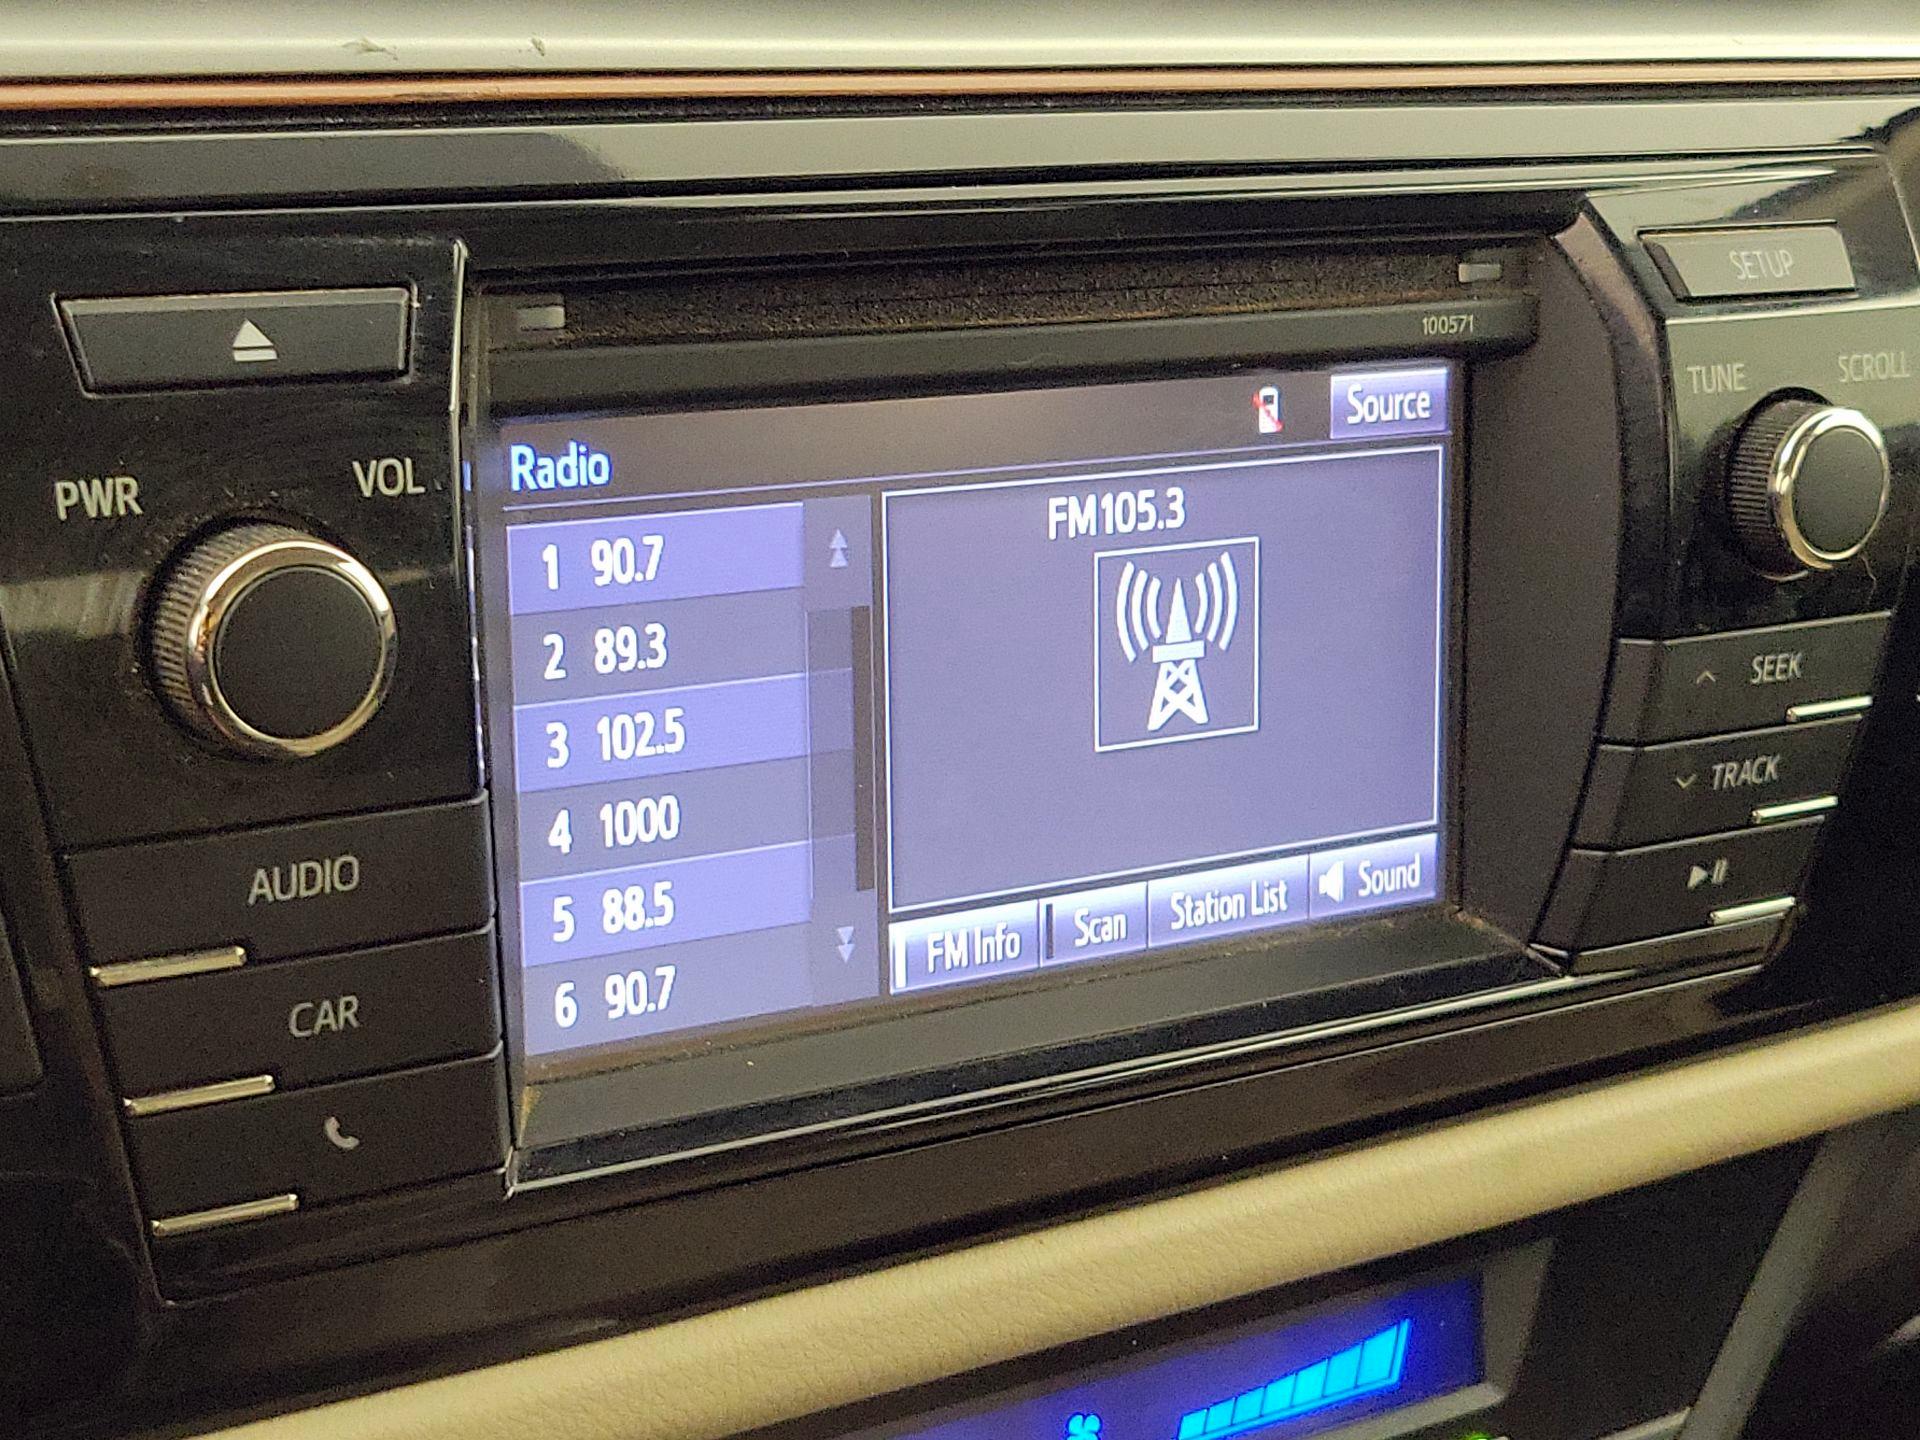 SETUP
100571
TUNE
SCROLL
PWR
VOL
Radio
Source
1 90.7
2 89.3
3 102.5
4 1000
5 88.5
6 90.7
FM105.3
FM Info
Scan
Station List
Sound
SEEK
TRACK
AUDIO
CAR